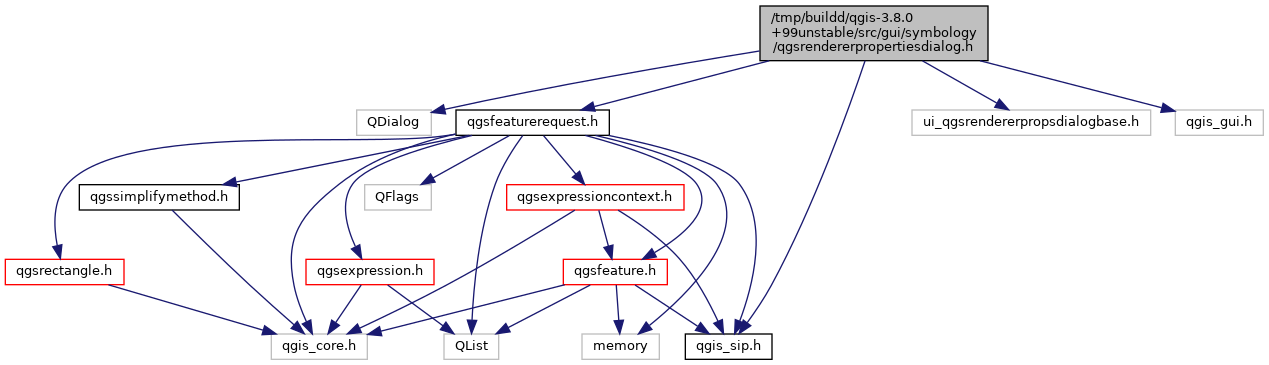 /tmp/buildd/qgis-3.8.0
+99unstable/src/gui/symbology
/qgsrendererpropertiesdialog.h
QDialog
qgsfeaturerequest.h
ui_qgsrendererpropsdialogbase.h
qgis_gui.h
qgssimplifymethod.h
QFlags
qgsexpressioncontext.h
qgsrectangle.h
qgsexpression.h
qgsfeature.h
qgis_core.h
QList
memory
qgis_sip.h